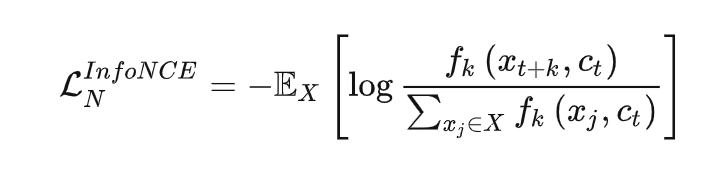 $\mathcal{L}_N^{InfoNCE} = -\mathbb{E}_X \left[ \log \frac{f_k(x_{t+k}, c_t)}{\sum_{x_j \in X} f_k(x_j, c_t)} \right]$